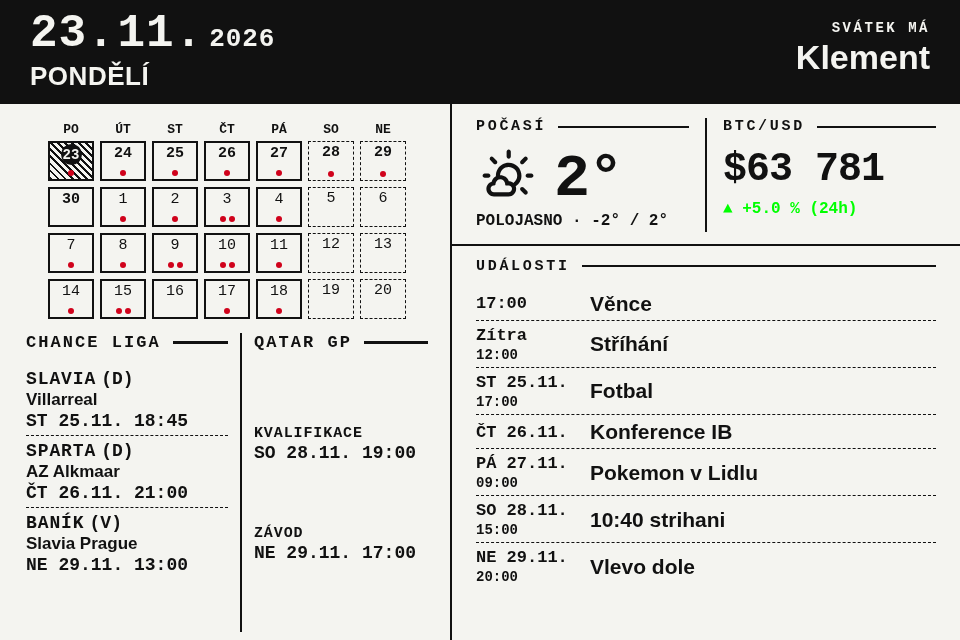 23.11. 2026
PONDĚLÍ
SVÁTEK MÁ
Klement
PO ÚT ST ČT PÁ SO NE
23 24 25 26 27 28 29
30 1 2 3 4 5 6
7 8 9 10 11 12 13
14 15 16 17 18 19 20
CHANCE LIGA
SLAVIA (D)
Villarreal
ST 25.11. 18:45
SPARTA (D)
AZ Alkmaar
ČT 26.11. 21:00
BANÍK (V)
Slavia Prague
NE 29.11. 13:00
QATAR GP
KVALIFIKACE
SO 28.11. 19:00
ZÁVOD
NE 29.11. 17:00
POČASÍ
2°
POLOJASNO · -2° / 2°
BTC/USD
$63 781
▲ +5.0 % (24h)
UDÁLOSTI
17:00 Věnce
Zítra
12:00
Stříhání
ST 25.11.
17:00
Fotbal
ČT 26.11. Konference IB
PÁ 27.11.
09:00
Pokemon v Lidlu
SO 28.11.
15:00
10:40 strihani
NE 29.11.
20:00
Vlevo dole